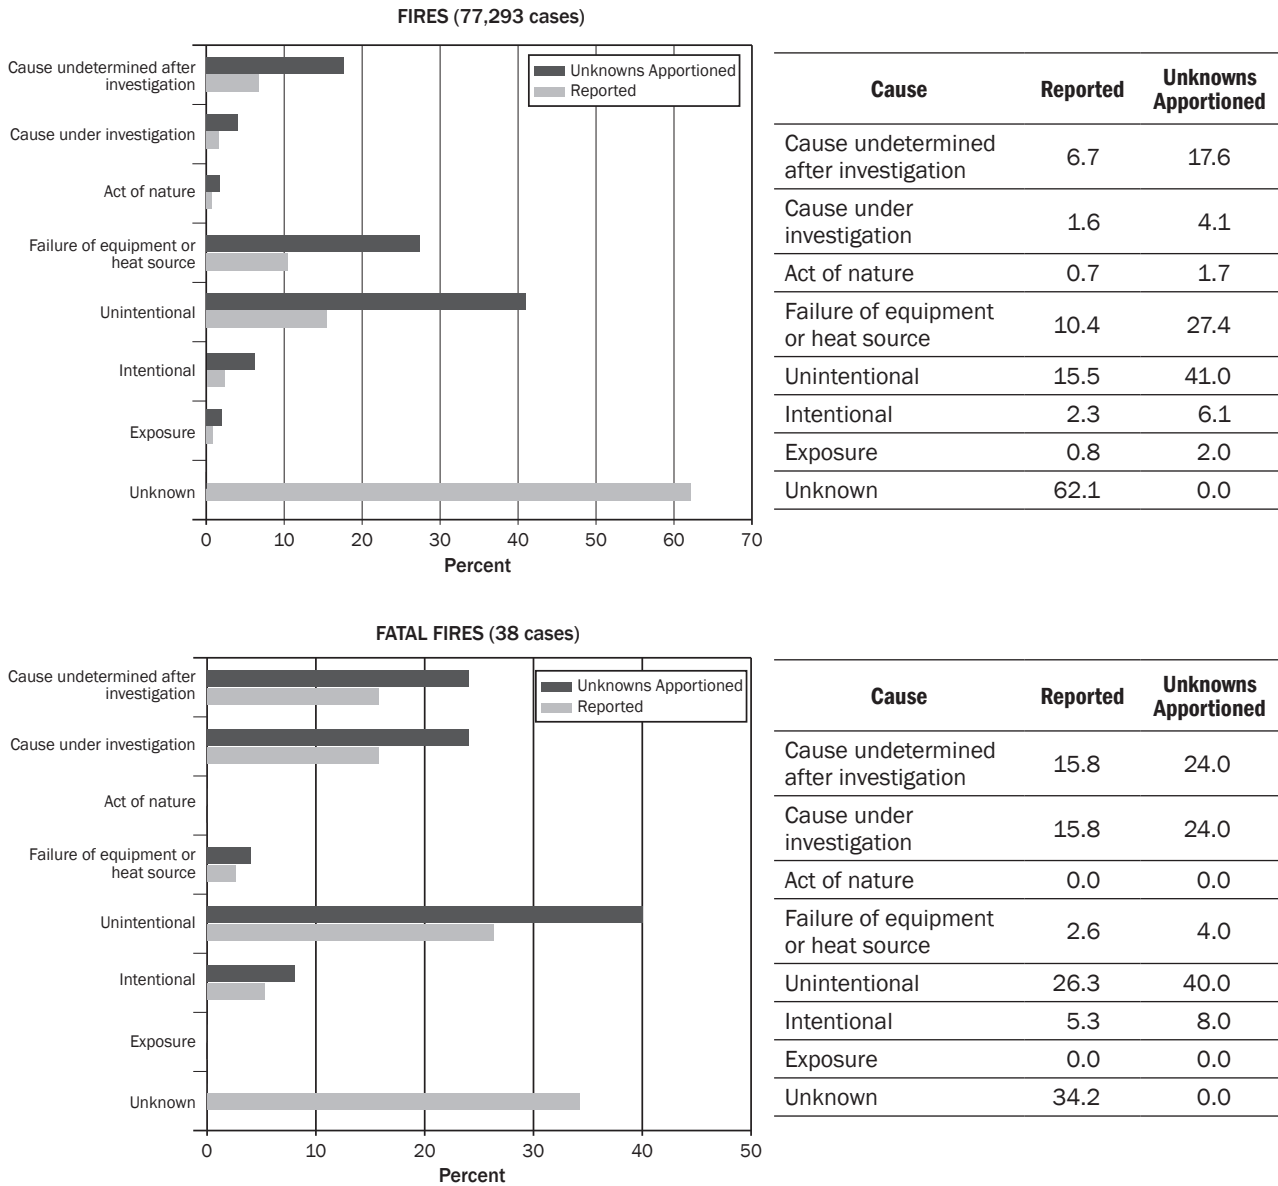 FIRES (77,293 cases)
Unknowns Apportioned
Reported
Cause undetermined after
investigation
Cause under investigation
Act of nature
Failure of equipment or
heat source
Unintentional
Intentional
Exposure
Unknown
0 10 20 30 40 50 60 70
Percent
Cause Reported Unknowns
Apportioned
Cause undetermined
after investigation 6.7 17.6
Cause under
investigation 1.6 4.1
Act of nature 0.7 1.7
Failure of equipment
or heat source 10.4 27.4
Unintentional 15.5 41.0
Intentional 2.3 6.1
Exposure 0.8 2.0
Unknown 62.1 0.0
FATAL FIRES (38 cases)
Unknowns Apportioned
Reported
Cause undetermined after
investigation
Cause under investigation
Act of nature
Failure of equipment or
heat source
Unintentional
Intentional
Exposure
Unknown
0 10 20 30 40 50
Percent
Cause Reported Unknowns
Apportioned
Cause undetermined
after investigation 15.8 24.0
Cause under
investigation 15.8 24.0
Act of nature 0.0 0.0
Failure of equipment
or heat source 2.6 4.0
Unintentional 26.3 40.0
Intentional 5.3 8.0
Exposure 0.0 0.0
Unknown 34.2 0.0